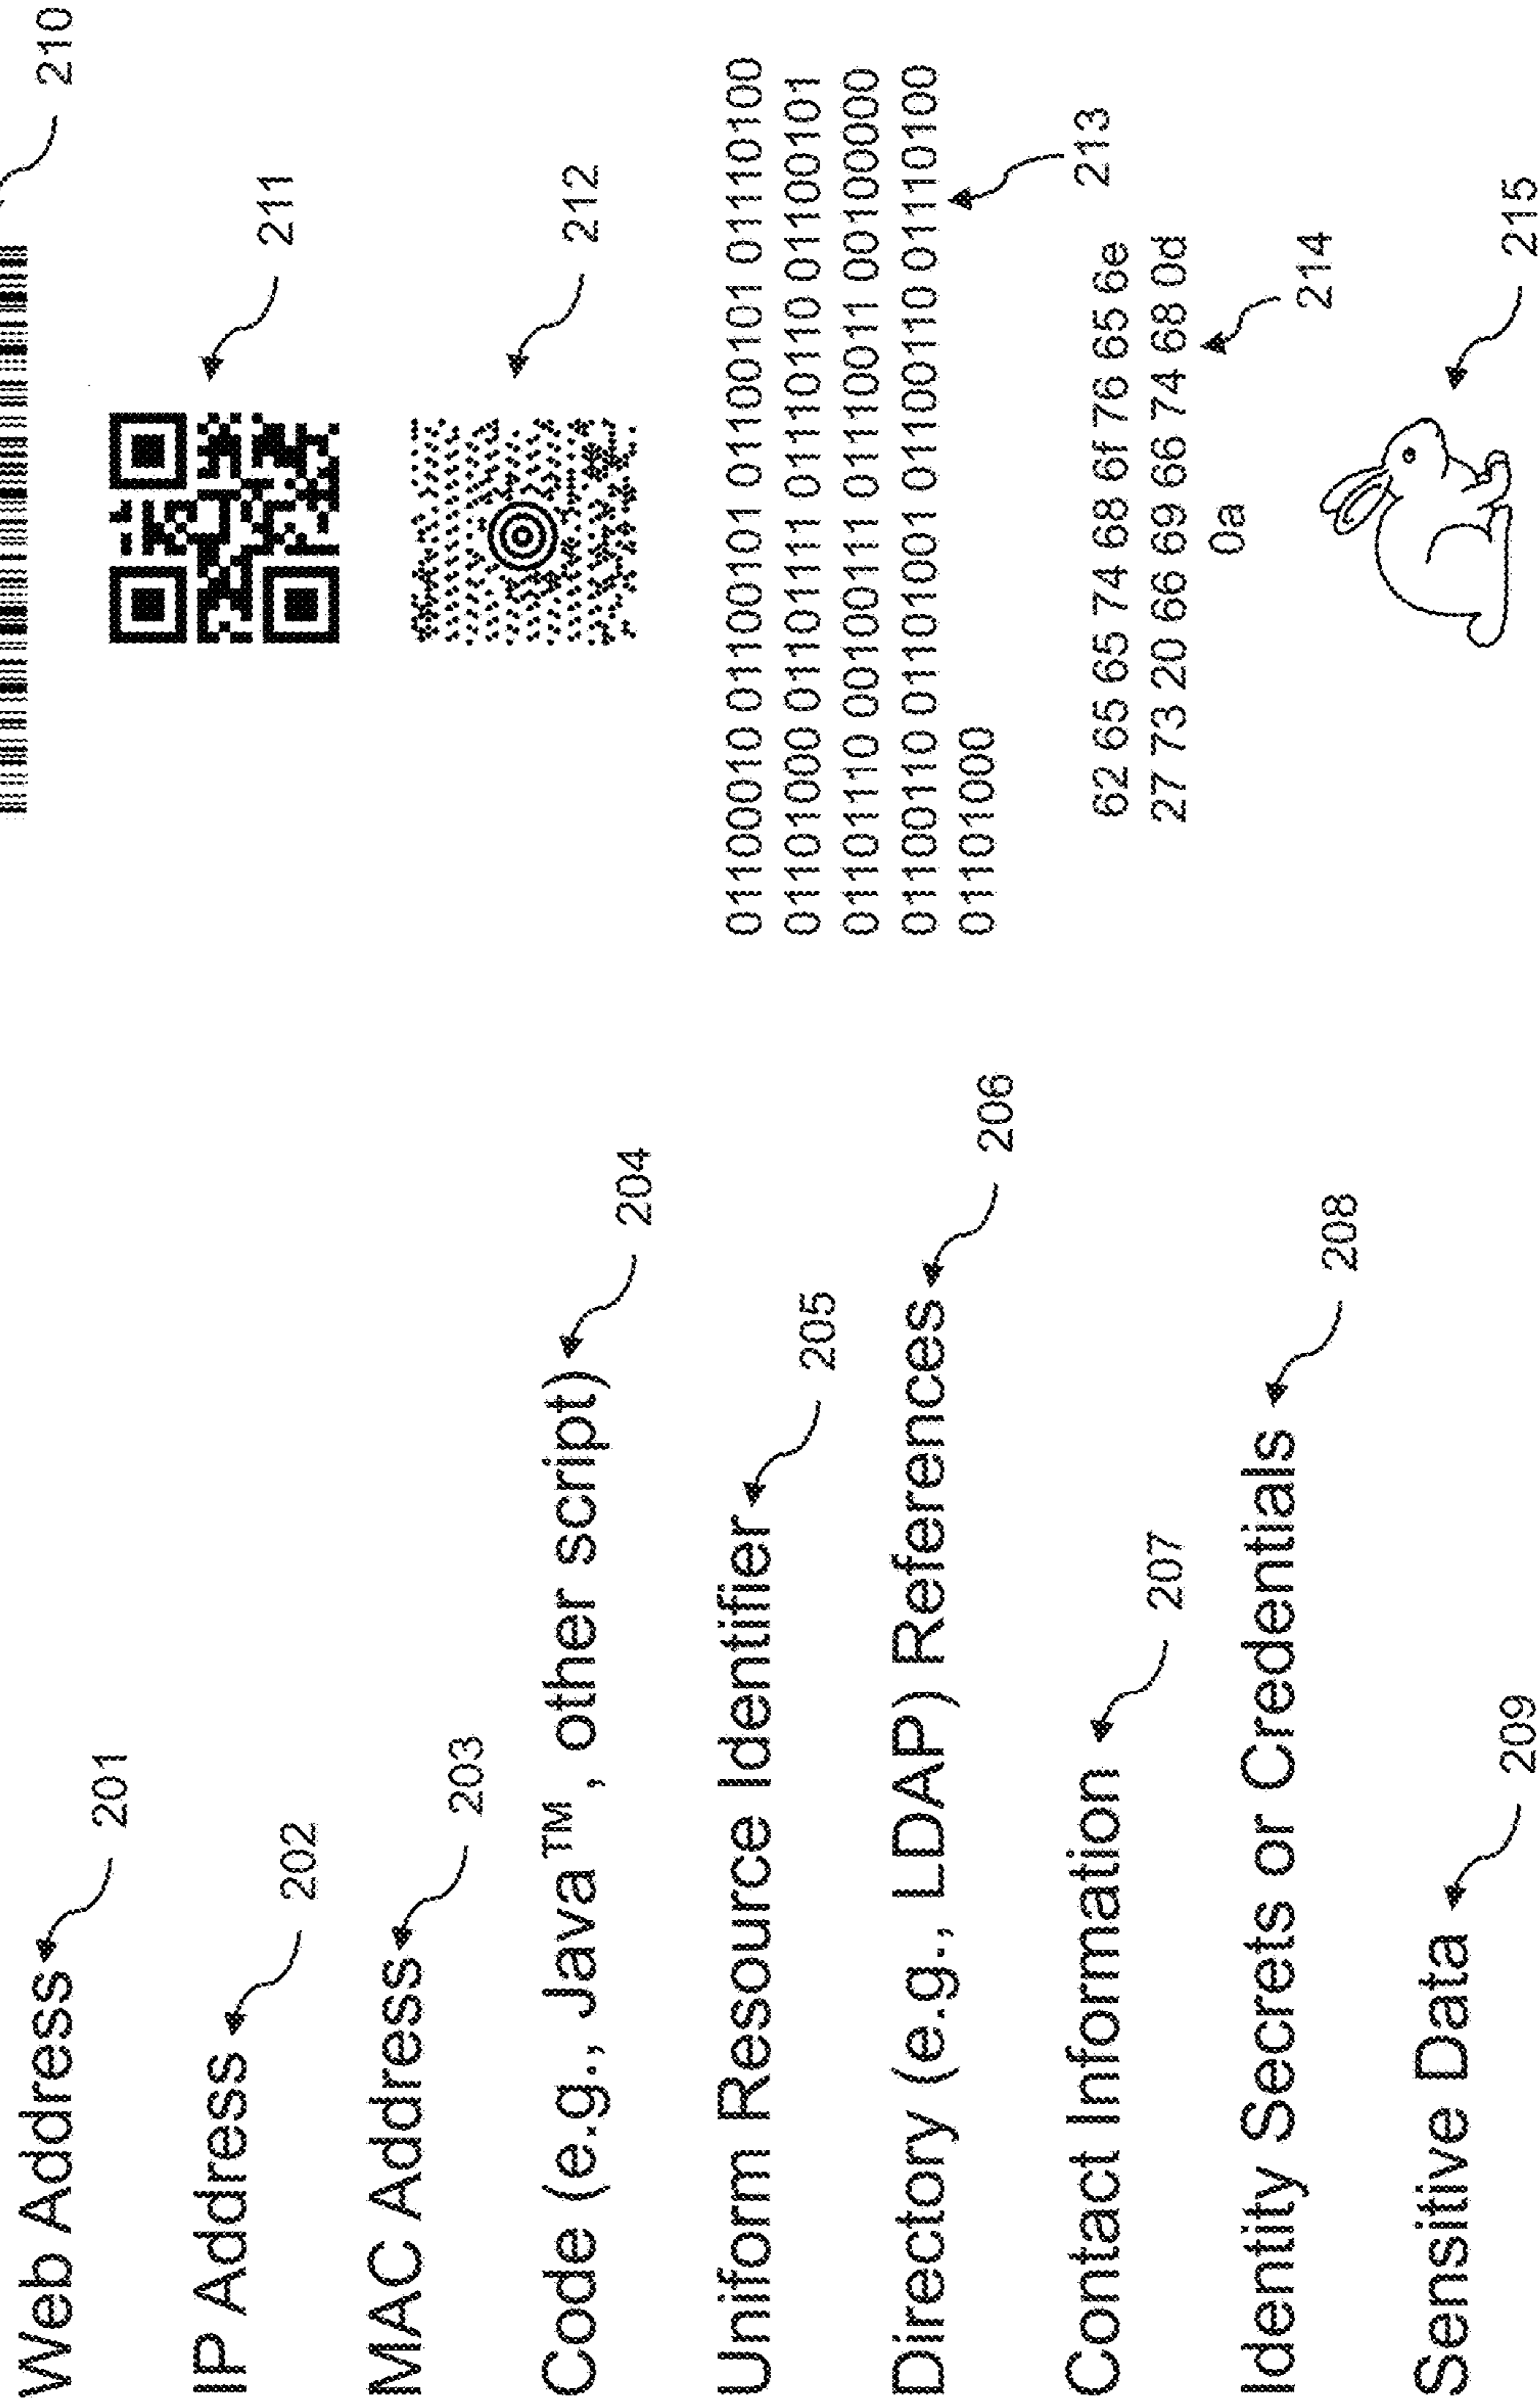 Web Address
201
IP Address
202
MAC Address
203
Code (e.g., Java™, other script)
204
Uniform Resource Identifier
205
Directory (e.g., LDAP) References
206
Contact Information
207
Identity Secrets or Credentials
208
Sensitive Data
209
210
211
212
01100010 01100101 01100101 01110100
01101000 01101111 01110110 01100101
01101110 00100111 01110011 00100000
01100110 01101001 01100110 01110100
01101000
213
62 65 65 74 68 6f 76 65 6e
27 73 20 66 69 66 74 68 0d
0a
214
215